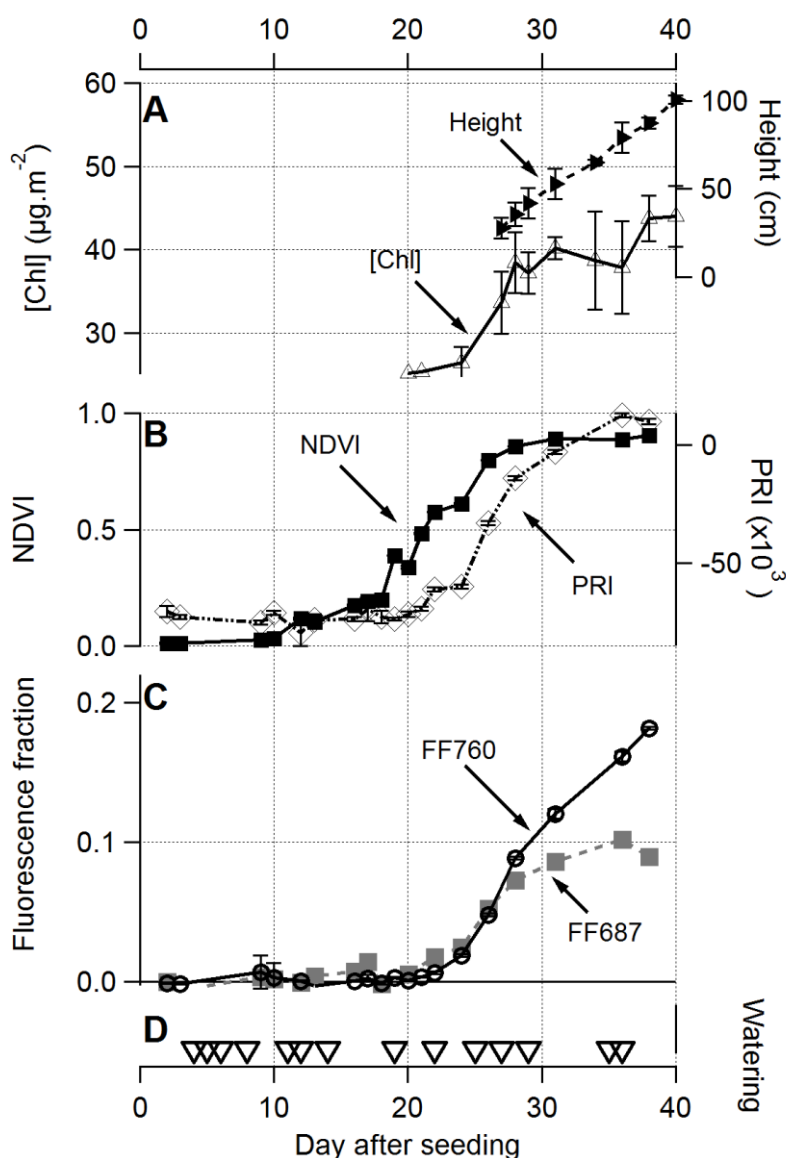 0 10 20 30 40
A
60
50
40
30
[Chl] (µg.m⁻²)
Height
[Chl]
100
50
0
Height (cm)
B
1.0
0.5
0.0
NDVI
NDVI
PRI
0
-50
PRI (x10³)
C
0.2
0.1
0.0
Fluorescence fraction
FF760
FF687
D
Watering
0 10 20 30 40
Day after seeding